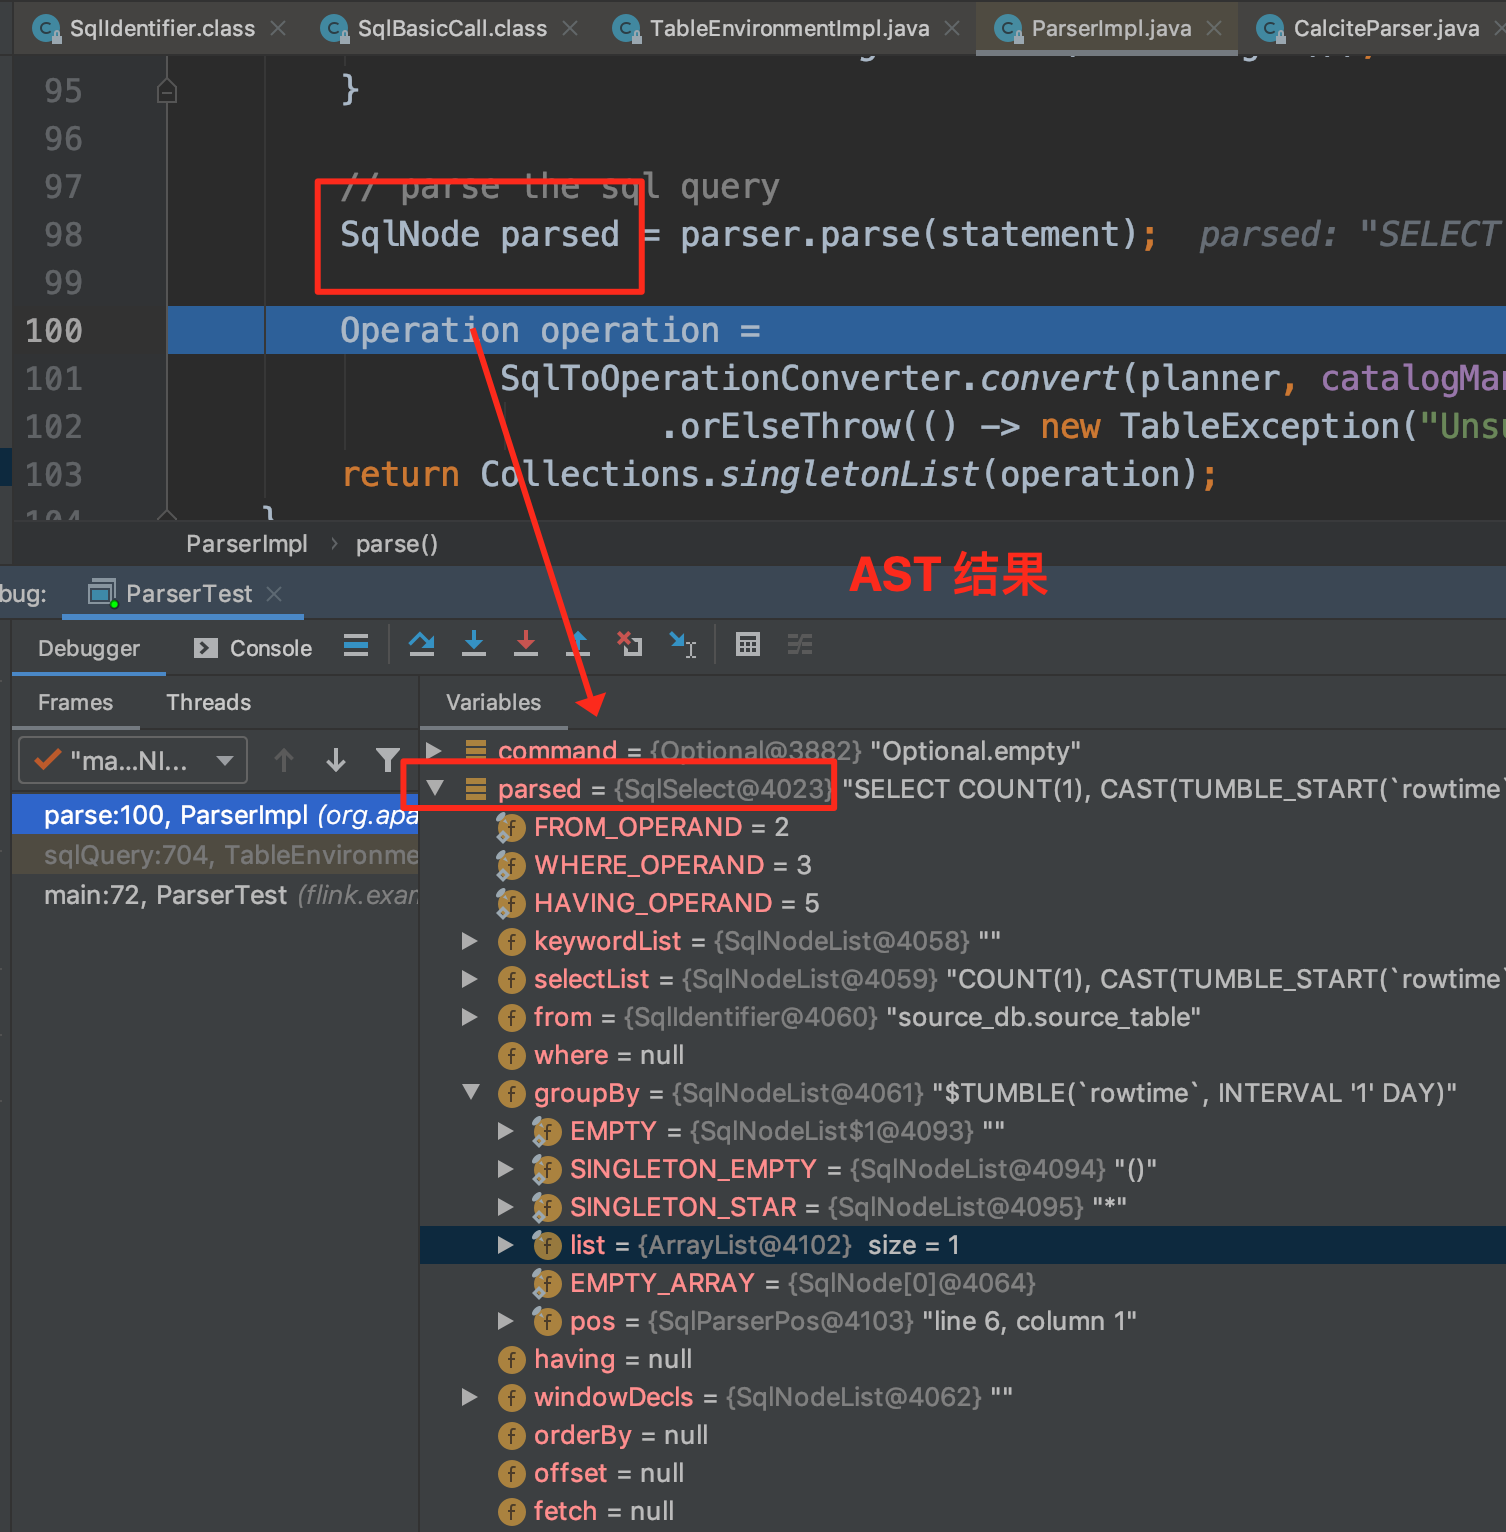 SqlIdentifier.class SqlBasicCall.class TableEnvironmentImpl.java ParserImpl.java CalciteParser.java
95 }
96
97 // parse the sql query
98 SqlNode parsed = parser.parse(statement); parsed: "SELECT
99
100 Operation operation =
101 SqlToOperationConverter.convert(planner, catalogMan
102 .orElseThrow(() -> new TableException("Unsu
103 return Collections.singletonList(operation);
104 }
ParserImpl › parse()
AST 结果
bug: ParserTest
Debugger Console
Frames Threads Variables
"ma...NI...
command = {Optional@3882} "Optional.empty"
parsed = {SqlSelect@4023} "SELECT COUNT(1), CAST(TUMBLE_START(`rowtime`
parse:100, ParserImpl (org.apa
FROM_OPERAND = 2
sqlQuery:704, TableEnvironme
WHERE_OPERAND = 3
main:72, ParserTest (flink.exam
HAVING_OPERAND = 5
keywordList = {SqlNodeList@4058} ""
selectList = {SqlNodeList@4059} "COUNT(1), CAST(TUMBLE_START(`rowtime`
from = {SqlIdentifier@4060} "source_db.source_table"
where = null
groupBy = {SqlNodeList@4061} "$TUMBLE(`rowtime`, INTERVAL '1' DAY)"
EMPTY = {SqlNodeList$1@4093} ""
SINGLETON_EMPTY = {SqlNodeList@4094} "()"
SINGLETON_STAR = {SqlNodeList@4095} "*"
list = {ArrayList@4102} size = 1
EMPTY_ARRAY = {SqlNode[0]@4064}
pos = {SqlParserPos@4103} "line 6, column 1"
having = null
windowDecls = {SqlNodeList@4062} ""
orderBy = null
offset = null
fetch = null